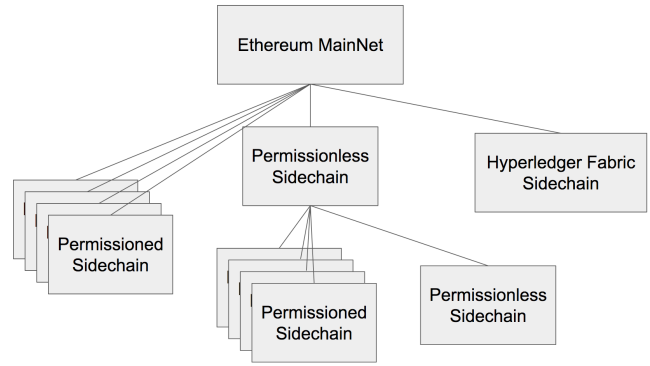 Ethereum MainNet
Permissionless
Sidechain
Hyperledger Fabric
Sidechain
Permissioned
Sidechain
Permissioned
Sidechain
Permissionless
Sidechain